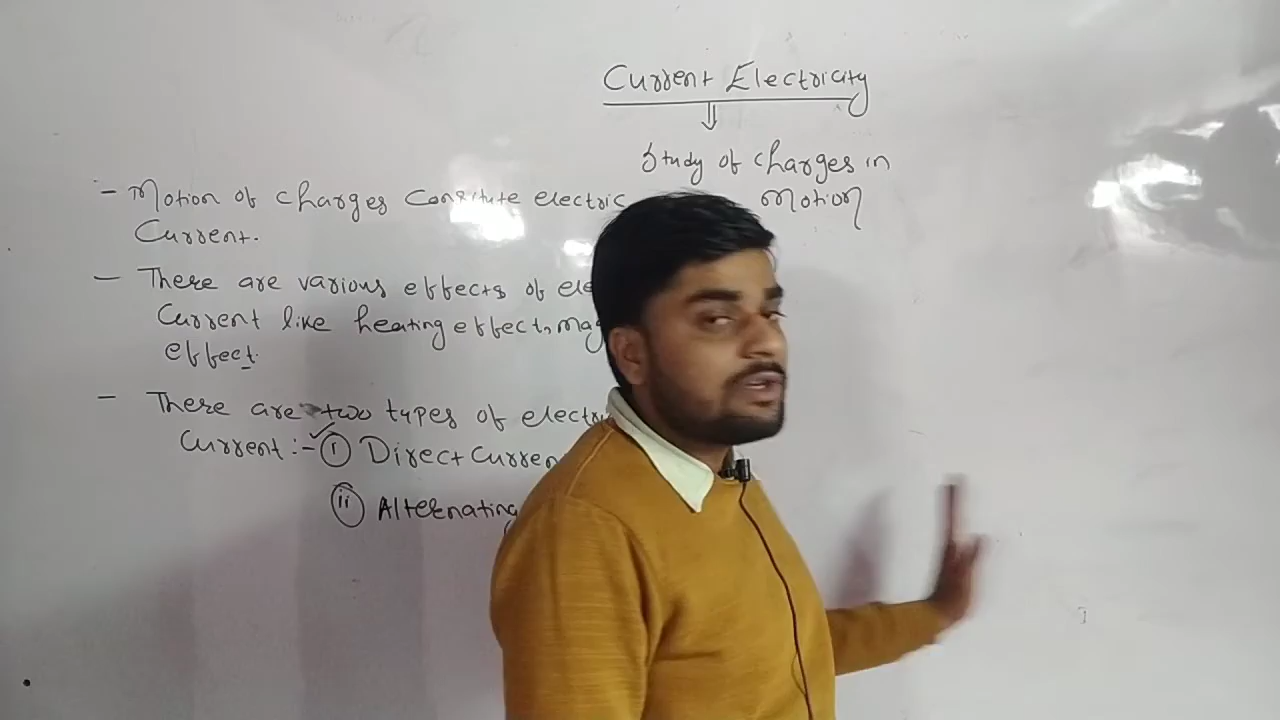 Current Electricity
Study of charges in
motion
- Motion of charges Constitute electric
Current.
- There are various effects of ele
Current like heating effect, mag
effect.
- There are two types of electri
Current :- (i) Direct Curren
(ii) Alternating